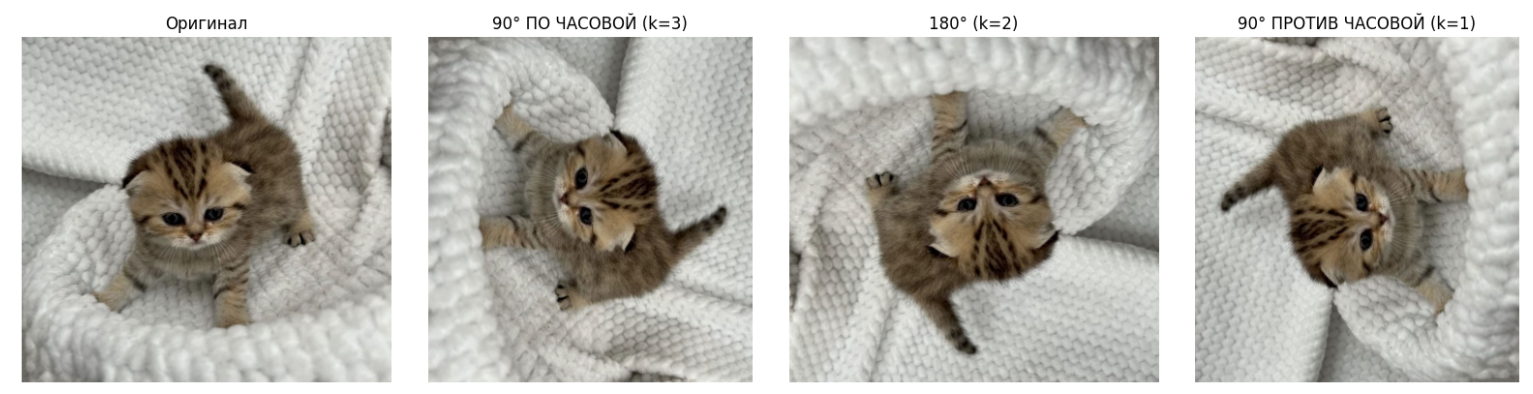 Оригинал
90° ПО ЧАСОВОЙ (k=3)
180° (k=2)
90° ПРОТИВ ЧАСОВОЙ (k=1)